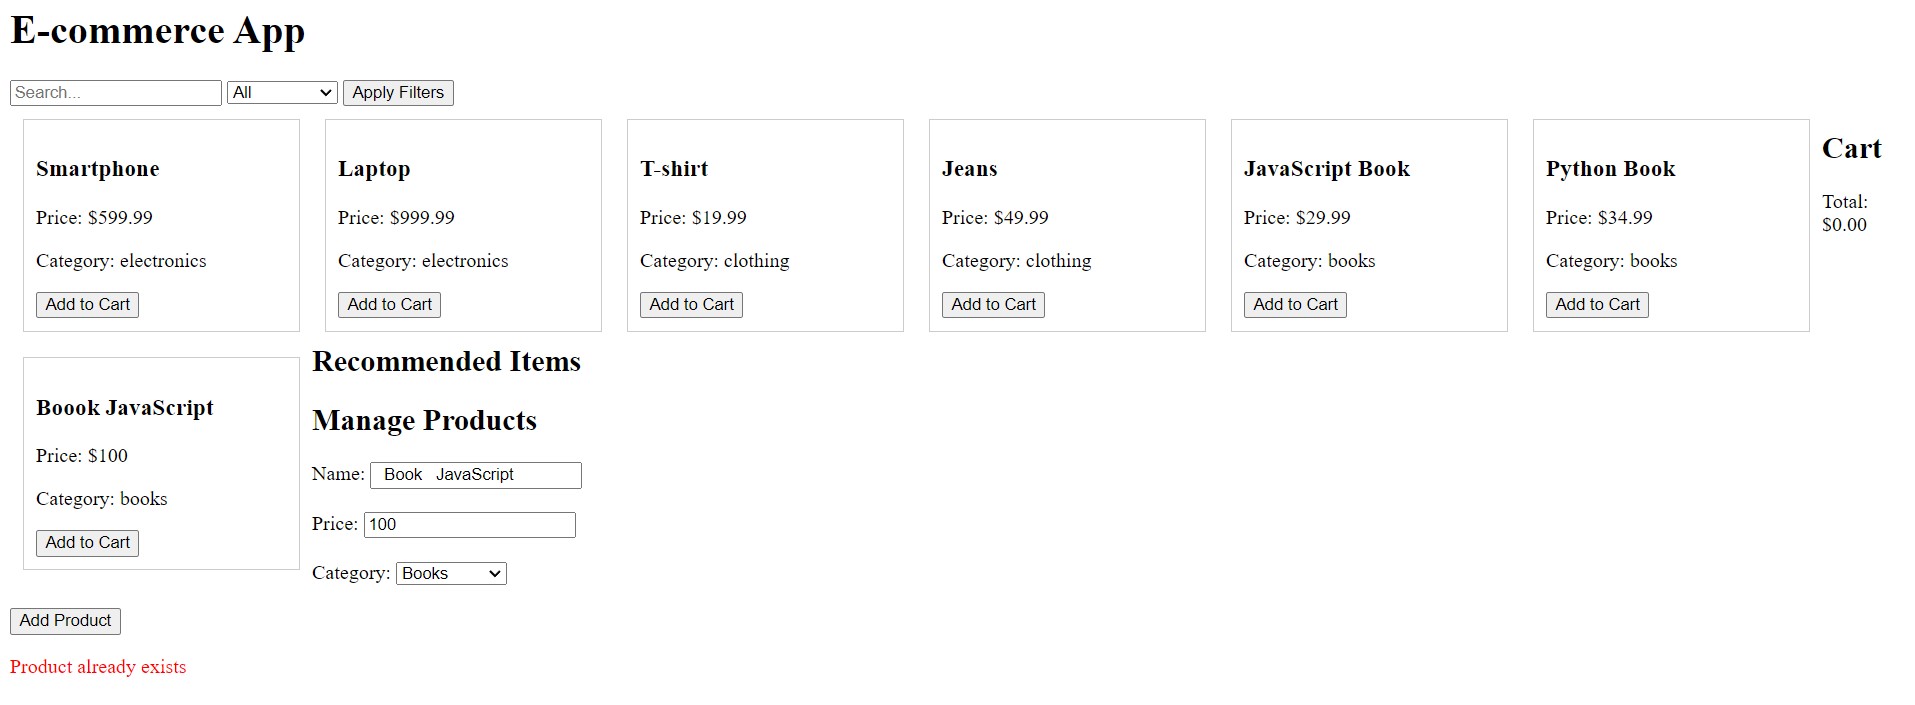 E-commerce App
Search... All Apply Filters
Smartphone
Price: $599.99
Category: electronics
Add to Cart
Laptop
Price: $999.99
Category: electronics
Add to Cart
T-shirt
Price: $19.99
Category: clothing
Add to Cart
Jeans
Price: $49.99
Category: clothing
Add to Cart
JavaScript Book
Price: $29.99
Category: books
Add to Cart
Python Book
Price: $34.99
Category: books
Add to Cart
Cart
Total:
$0.00
Boook JavaScript
Price: $100
Category: books
Add to Cart
Recommended Items
Manage Products
Name: Book   JavaScript
Price: 100
Category: Books
Add Product
Product already exists